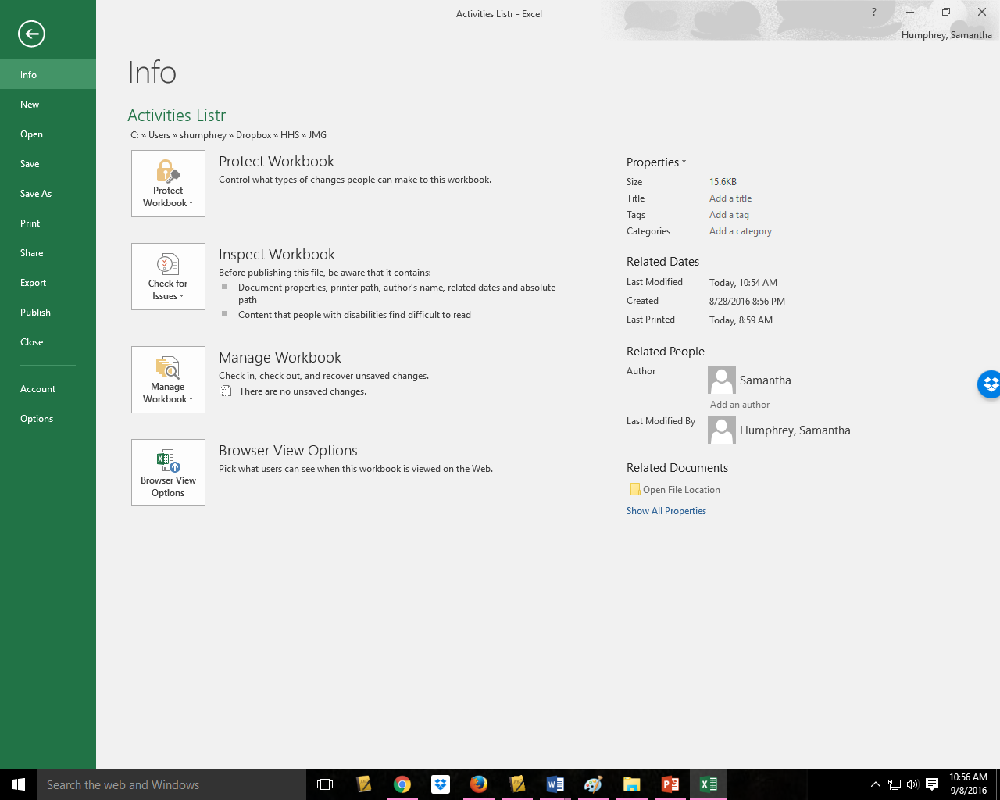 Activities Listr - Excel
?
Humphrey, Samantha
Info
New
Open
Save
Save As
Print
Share
Export
Publish
Close
Account
Options
Info
Activities Listr
C: » Users » shumphrey » Dropbox » HHS » JMG
Protect
Workbook
Protect Workbook
Control what types of changes people can make to this workbook.
Check for
Issues
Inspect Workbook
Before publishing this file, be aware that it contains:
Document properties, printer path, author's name, related dates and absolute
path
Content that people with disabilities find difficult to read
Manage
Workbook
Manage Workbook
Check in, check out, and recover unsaved changes.
There are no unsaved changes.
Browser View
Options
Browser View Options
Pick what users can see when this workbook is viewed on the Web.
Properties
Size 15.6KB
Title Add a title
Tags Add a tag
Categories Add a category
Related Dates
Last Modified Today, 10:54 AM
Created 8/28/2016 8:56 PM
Last Printed Today, 8:59 AM
Related People
Author Samantha
Add an author
Last Modified By Humphrey, Samantha
Related Documents
Open File Location
Show All Properties
Search the web and Windows
10:56 AM
9/8/2016